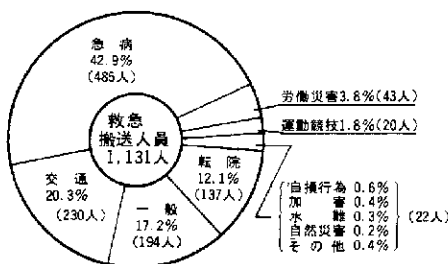 急病
42.9%
(485人)
救急
搬送人員
1,131人
労働災害3.8%(43人)
運動競技1.8%(20人)
転院
12.1%
(137人)
交通
20.3%
(230人)
一般
17.2%
(194人)
自損行為 0.6%
加害 0.4%
水難 0.3%
自然災害 0.2%
その他 0.4%
(22人)